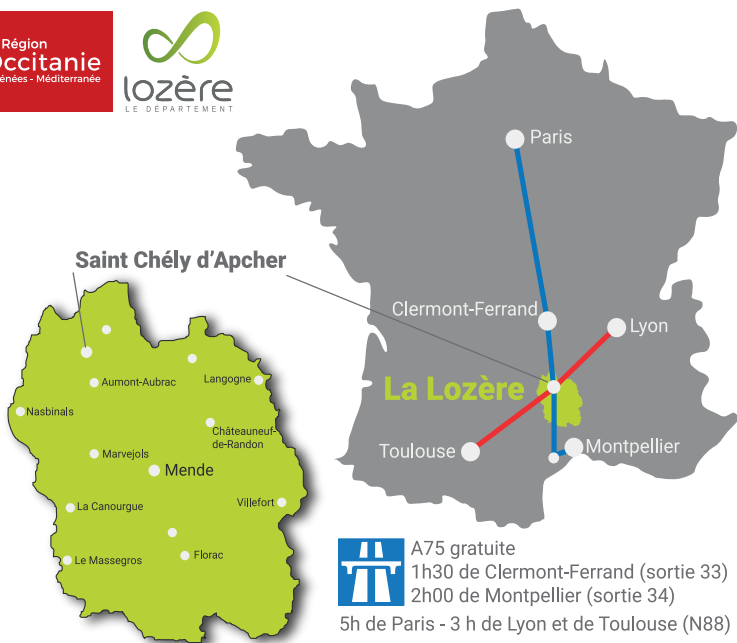 Région
Occitanie
Pyrénées - Méditerranée
lozère
LE DÉPARTEMENT
Paris
Saint Chély d'Apcher
Clermont-Ferrand
Lyon
La Lozère
Toulouse
Montpellier
Aumont-Aubrac
Langogne
Nasbinals
Châteauneuf-
de-Randon
Marvejols
Mende
La Canourgue
Villefort
Le Massegros
Florac
A75 gratuite
1h30 de Clermont-Ferrand (sortie 33)
2h00 de Montpellier (sortie 34)
5h de Paris - 3 h de Lyon et de Toulouse (N88)